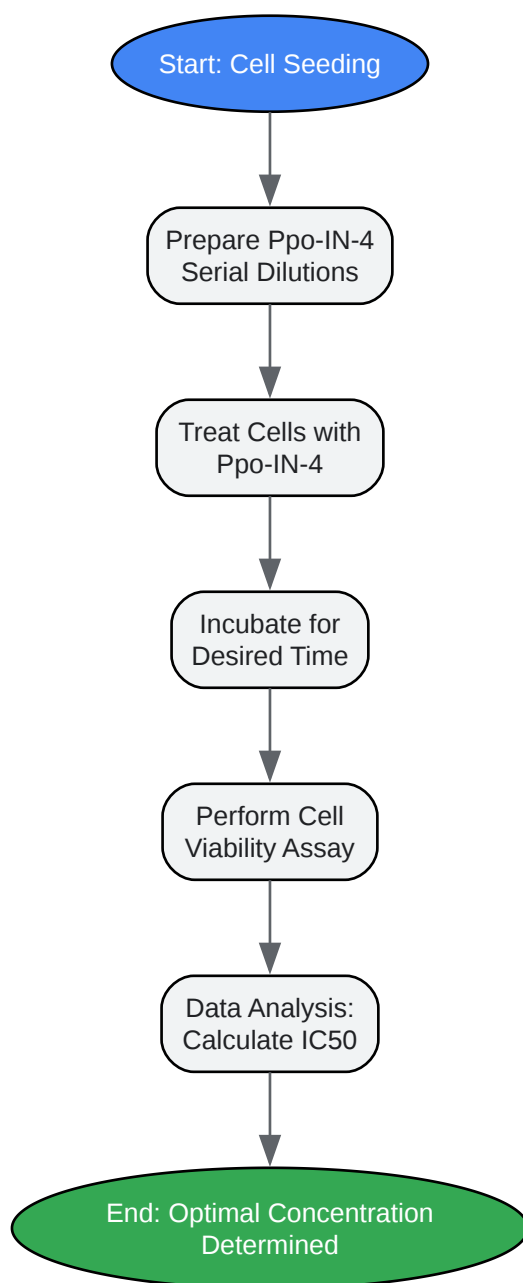 Start: Cell Seeding
Prepare Ppo-IN-4
Serial Dilutions
Treat Cells with
Ppo-IN-4
Incubate for
Desired Time
Perform Cell
Viability Assay
Data Analysis:
Calculate IC50
End: Optimal Concentration
Determined